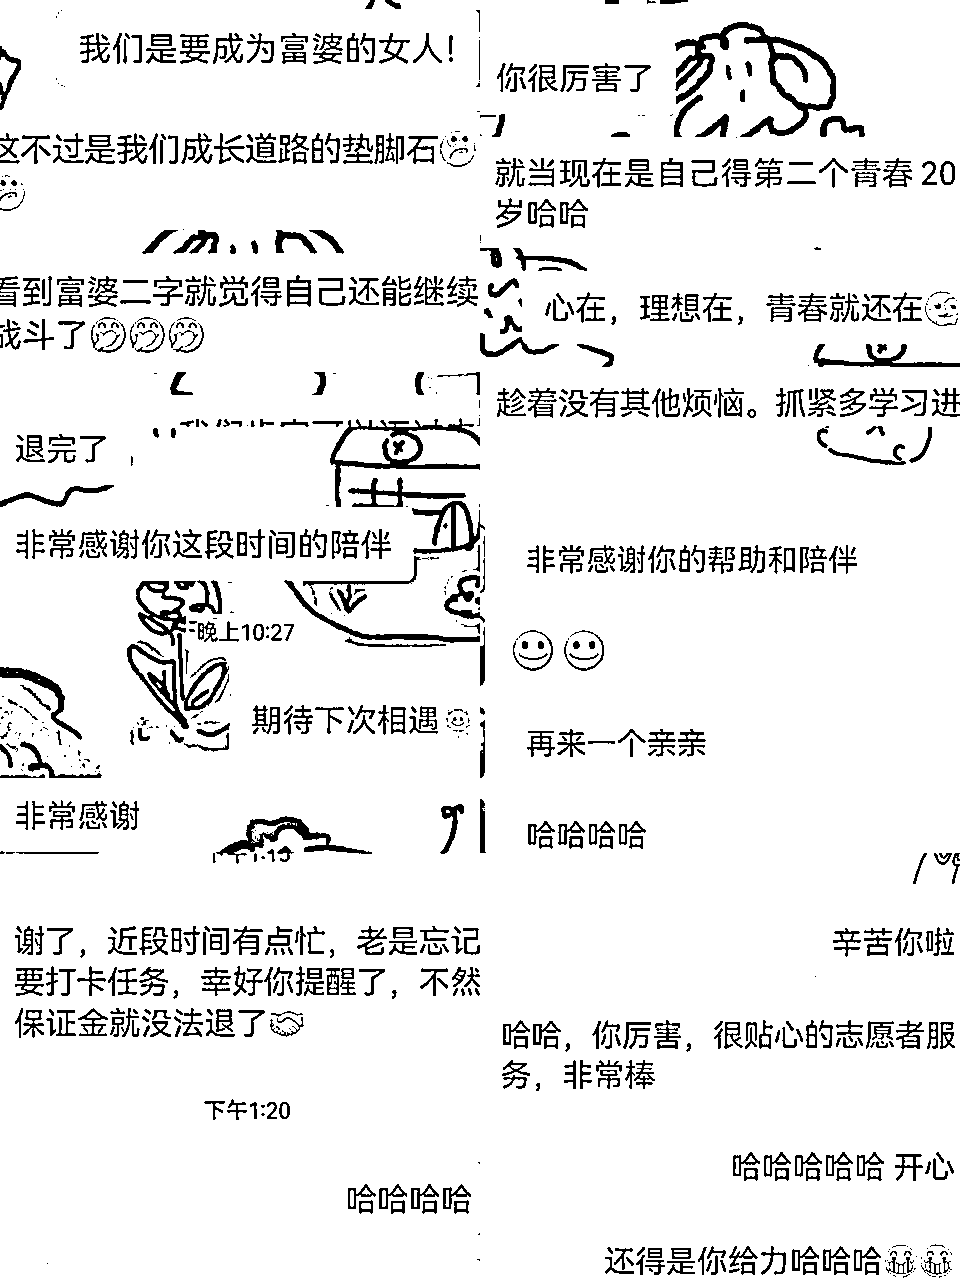 我们是要成为富婆的女人!
这不过是我们成长道路的垫脚石
看到富婆二字就觉得自己还能继续
战斗了
退完了
非常感谢你这段时间的陪伴
晚上10:27
期待下次相遇
非常感谢
谢了，近段时间有点忙，老是忘记
要打卡任务，幸好你提醒了，不然
保证金就没法退了
下午1:20
哈哈哈哈
你很厉害了
就当现在是自己得第二个青春 20
岁哈哈
心在，理想在，青春就还在
趁着没有其他烦恼。抓紧多学习进
非常感谢你的帮助和陪伴
再来一个亲亲
哈哈哈哈
辛苦你啦
哈哈，你厉害，很贴心的志愿者服
务，非常棒
哈哈哈哈哈 开心
还得是你给力哈哈哈